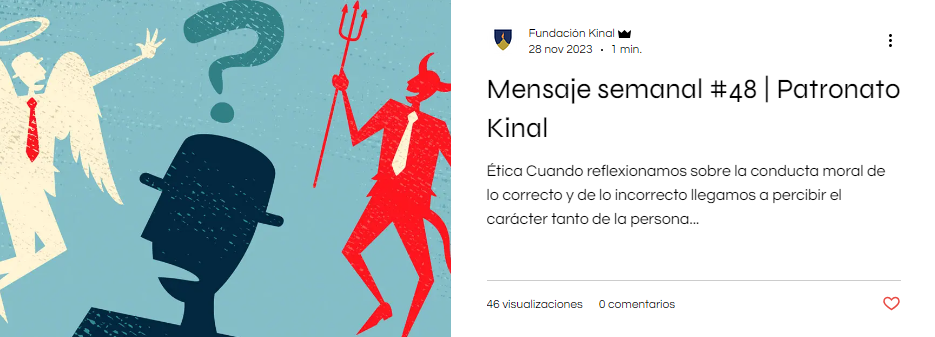 Fundación Kinal
28 nov 2023 • 1 min.
Mensaje semanal #48 | Patronato
Kinal
Ética Cuando reflexionamos sobre la conducta moral de
lo correcto y de lo incorrecto llegamos a percibir el
carácter tanto de la persona...
46 visualizaciones 0 comentarios
?